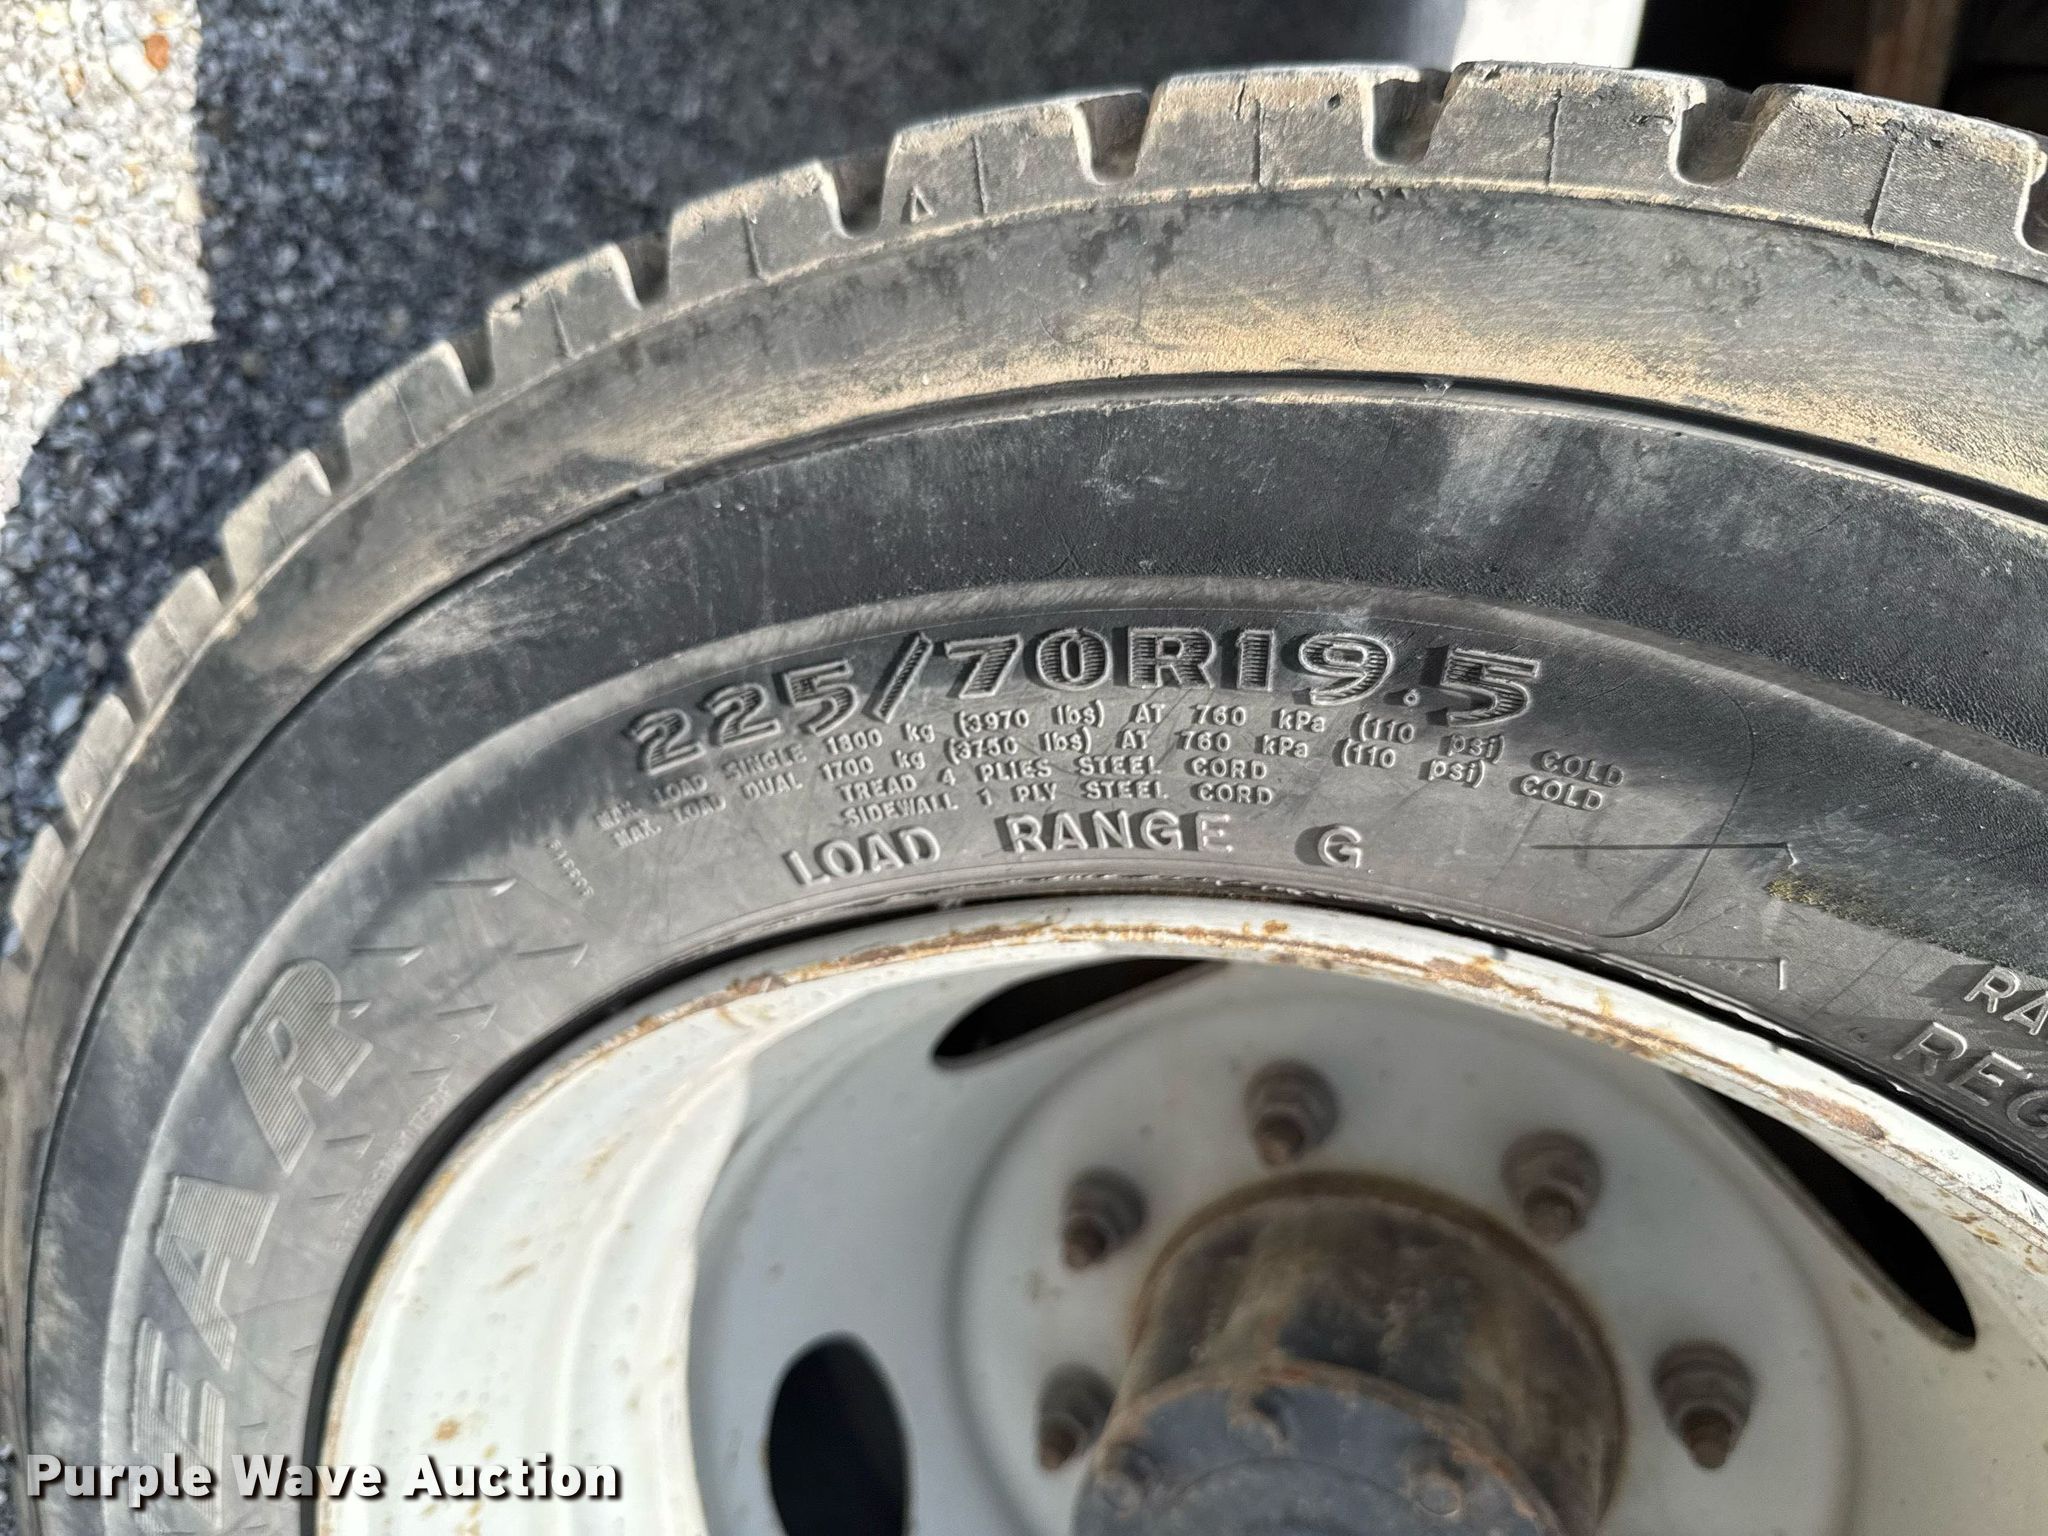 225/70R19.5
MAX. LOAD SINGLE 1800 kg (3970 lbs) AT 760 kPa (110 psi) COLD
MAX. LOAD DUAL 1700 kg (3750 lbs) AT 760 kPa (110 psi) COLD
TREAD 4 PLIES STEEL CORD
SIDEWALL 1 PLY STEEL CORD
LOAD RANGE G
EAR
RA
REG
Purple Wave Auction